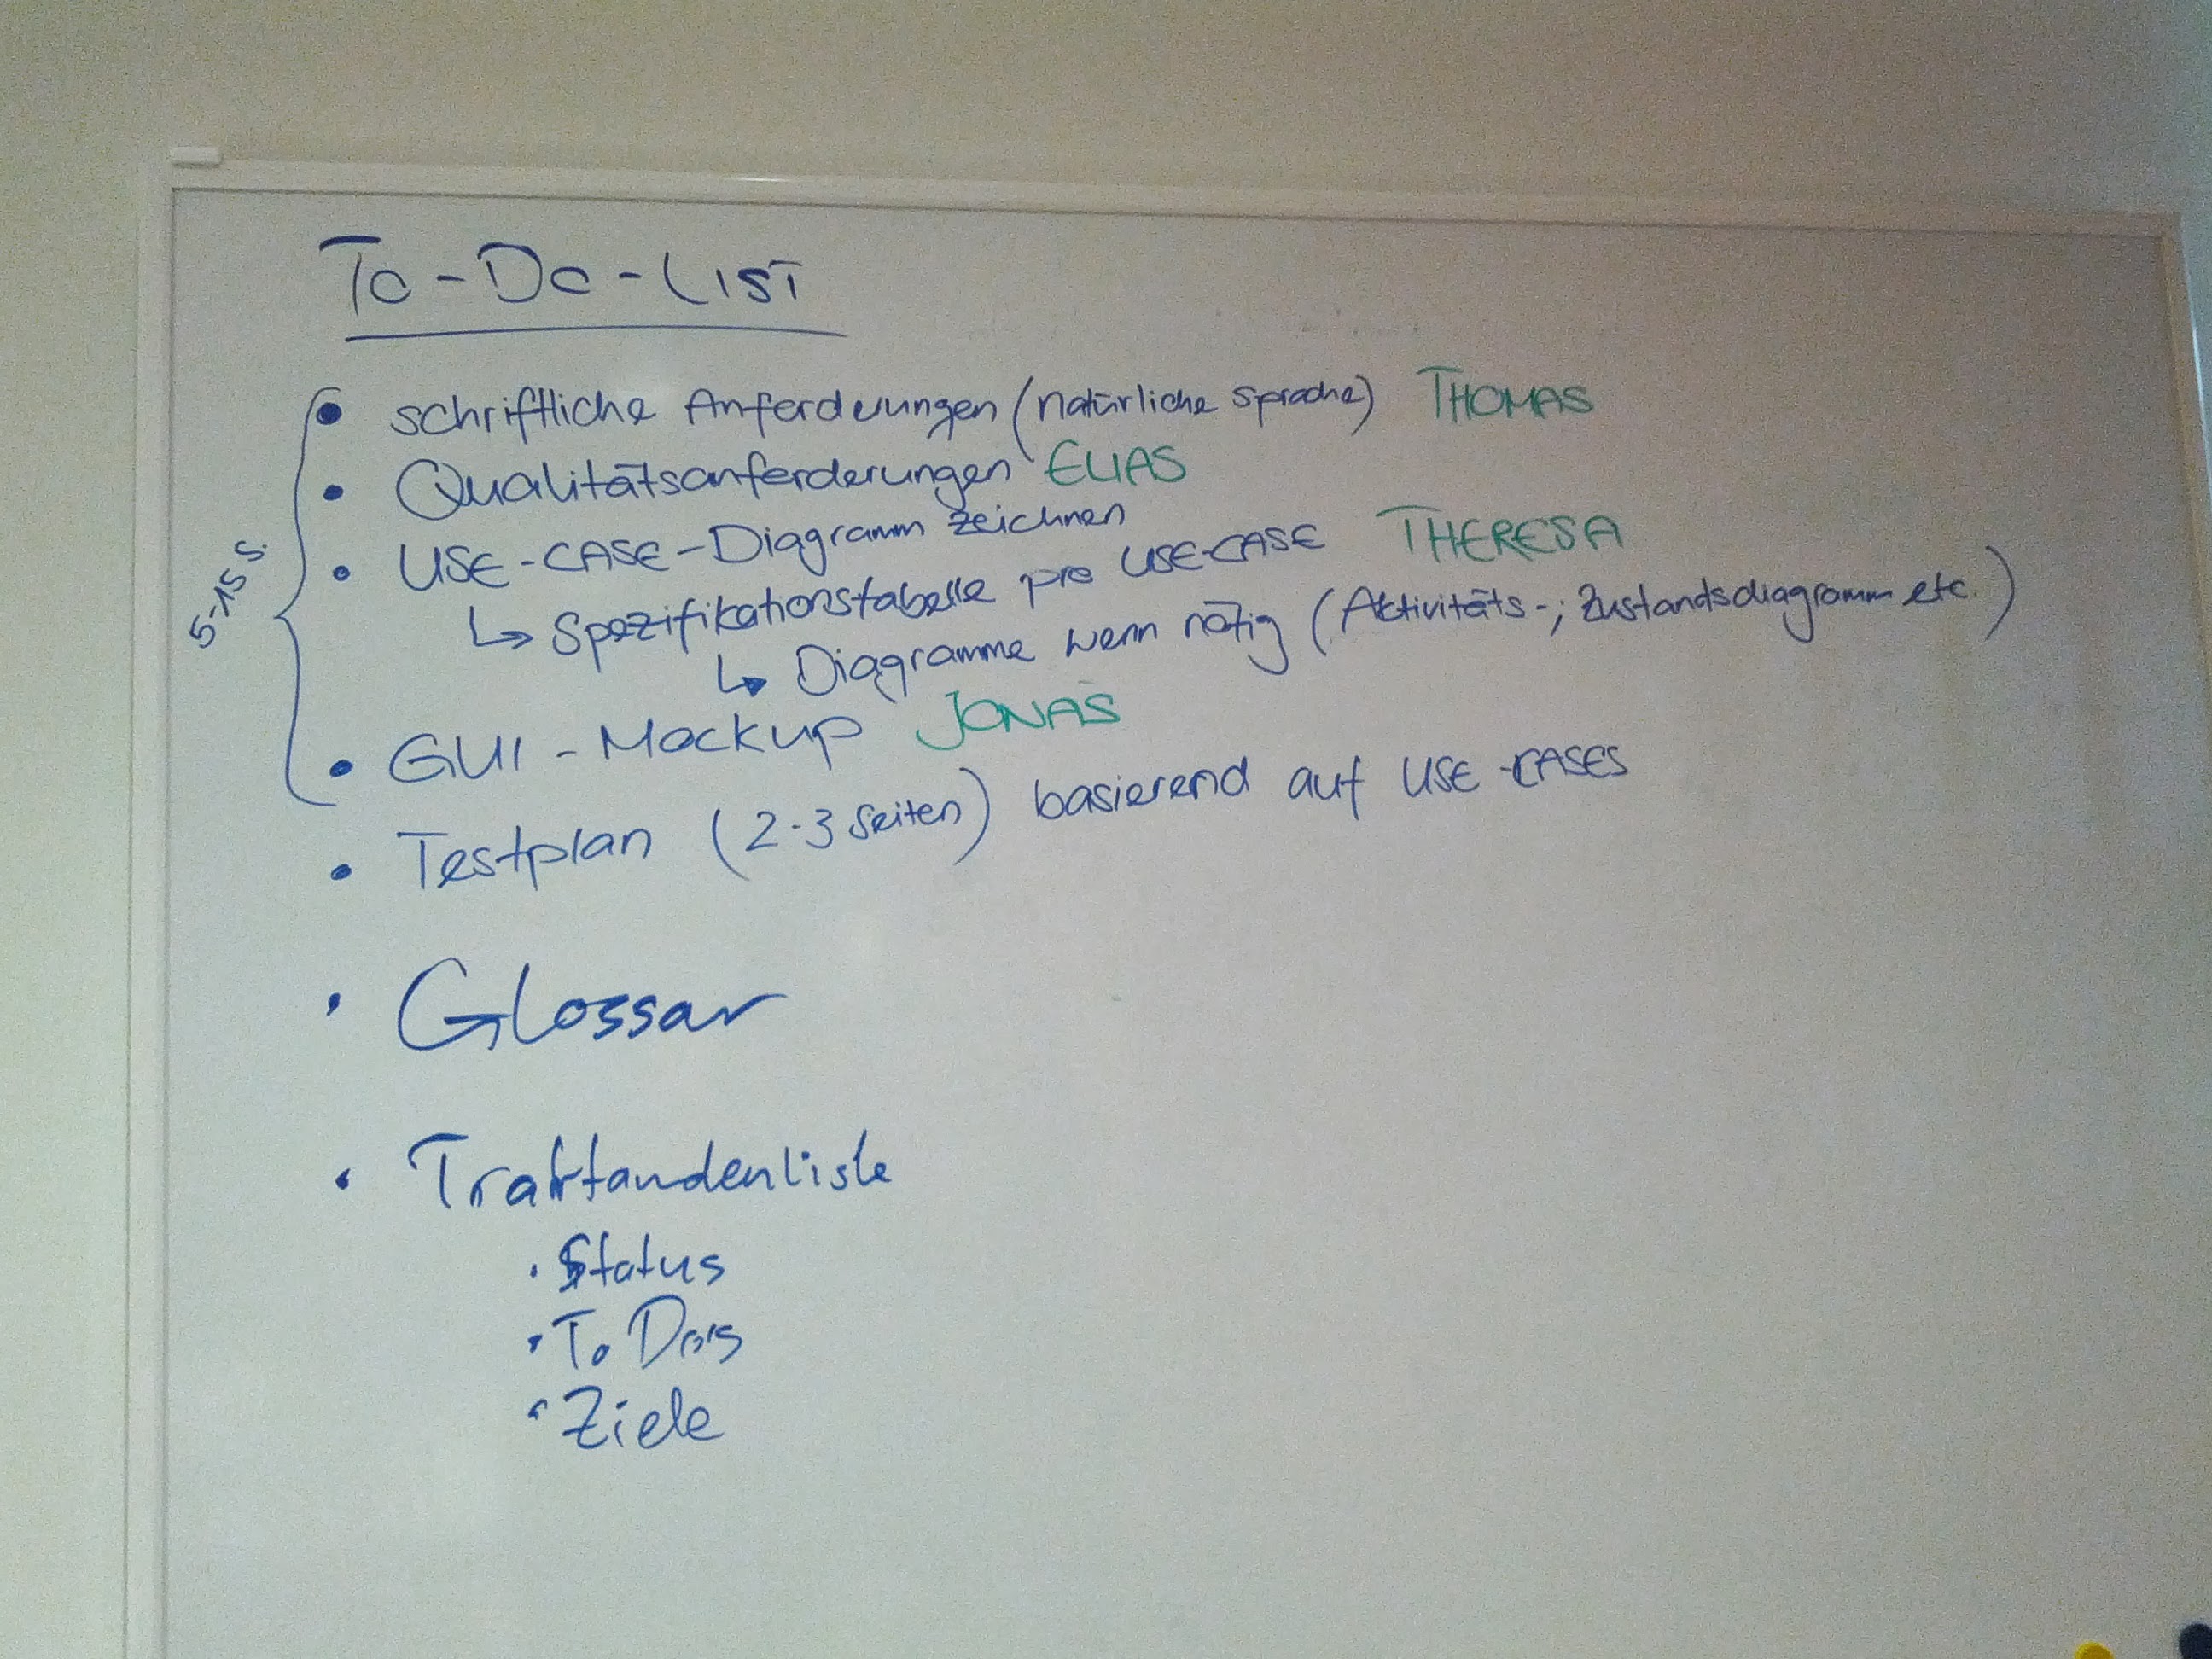 To-Do-LIST
• schriftliche Anforderungen (natürliche Sprache) THOMAS
• Qualitätsanforderungen ELIAS
• USE-CASE-Diagramm zeichnen
↳ Spezifikationstabelle pro USE-CASE THERESA
↳ Diagramme wenn nötig (Aktivitäts-; Zustandsdiagramm etc.)
5-15 S.
• GUI-Mockup JONAS
• Testplan (2-3 Seiten) basierend auf USE-CASES
• Glossar
• Traktandenliste
• Status
• To Do's
• Ziele